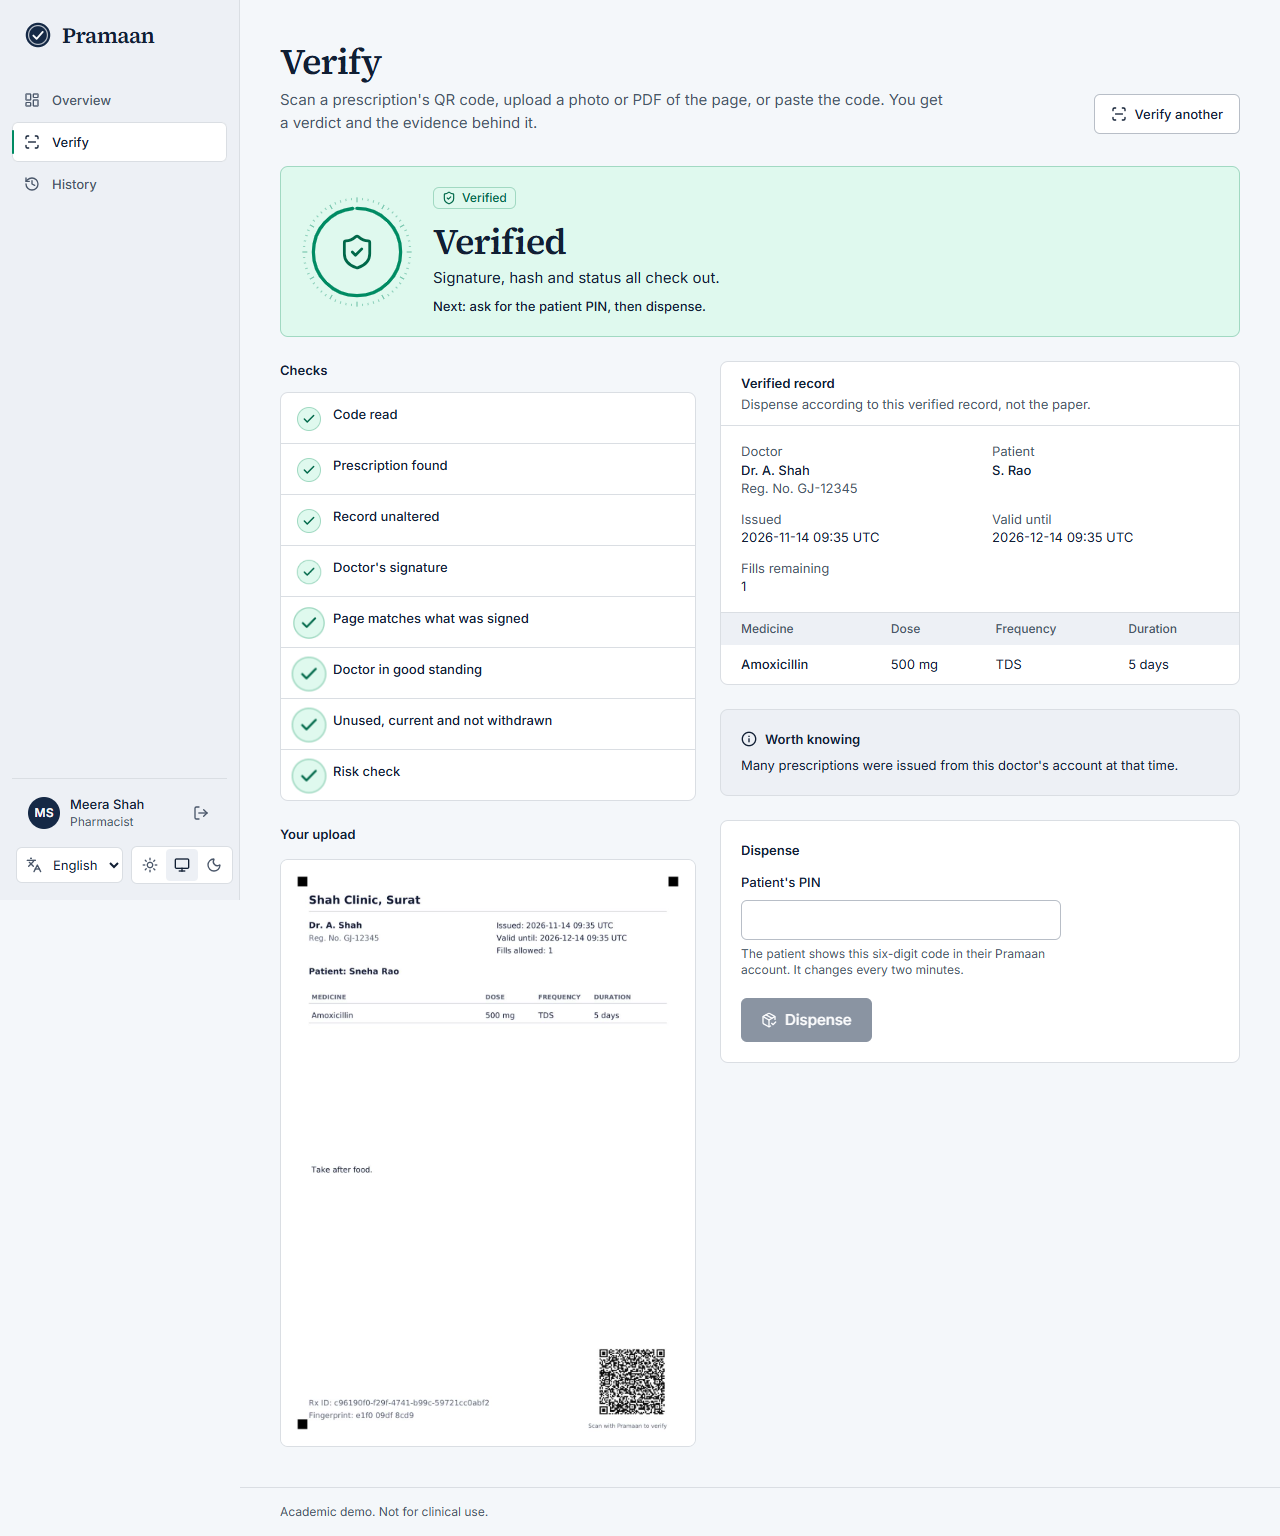 Pramaan
Overview
Verify
History
Meera Shah
MS
Pharmacist
English
Verify
Scan a prescription's QR code, upload a photo or PDF of the page, or paste the code. You get
a verdict and the evidence behind it.
Verify another
Verified
Verified
Signature, hash and status all check out.
Next: ask for the patient PIN, then dispense.
Checks
Code read
Prescription found
Record unaltered
Doctor's signature
Page matches what was signed
Doctor in good standing
Unused, current and not withdrawn
Risk check
Your upload
Shah Clinic, Surat
Dr. A. Shah
Reg. No. GJ-12345
Issued: 2026-11-14 09:35 UTC
Valid until: 2026-12-14 09:35 UTC
Fills allowed: 1
Patient: Sneha Rao
MEDICINE DOSE FREQUENCY DURATION
Amoxicillin 500 mg TDS 5 days
Take after food.
Rx ID: c96190f0-f29f-4741-b99c-59721cc0abf2
Fingerprint: e1f0 09df 8cd9
Scan with Pramaan to verify
Verified record
Dispense according to this verified record, not the paper.
Doctor
Dr. A. Shah
Reg. No. GJ-12345
Patient
S. Rao
Issued
2026-11-14 09:35 UTC
Valid until
2026-12-14 09:35 UTC
Fills remaining
1
Medicine Dose Frequency Duration
Amoxicillin 500 mg TDS 5 days
Worth knowing
Many prescriptions were issued from this doctor's account at that time.
Dispense
Patient's PIN
The patient shows this six-digit code in their Pramaan
account. It changes every two minutes.
Dispense
Academic demo. Not for clinical use.